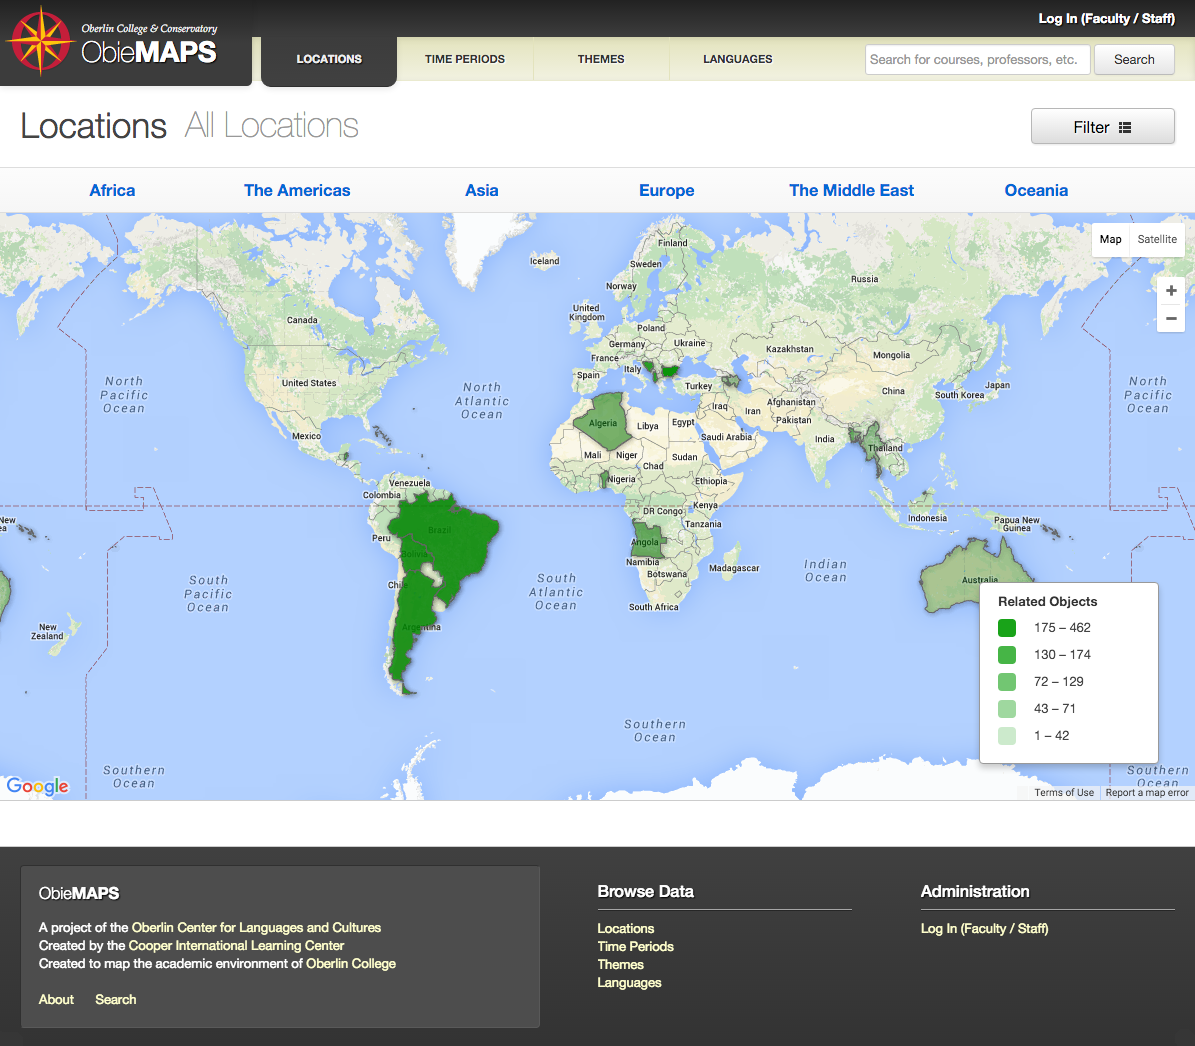 Log In (Faculty / Staff)
Oberlin College & Conservatory
ObieMAPS
LOCATIONS
TIME PERIODS
THEMES
LANGUAGES
Search for courses, professors, etc.
Search
Locations All Locations
Filter
Africa
The Americas
Asia
Europe
The Middle East
Oceania
Map
Satellite
+
−
Finland
Iceland
Sweden
Russia
Norway
United
Kingdom
Canada
Poland
Germany
Ukraine
Kazakhstan
Mongolia
France
Italy
Spain
Turkey
United States
China
Japan
South Korea
North
Pacific
Ocean
North
Atlantic
Ocean
North
Pacific
Ocean
Afghanistan
Iraq
Iran
Pakistan
Algeria
Libya
Egypt
Saudi Arabia
India
Thailand
Mexico
Mali
Niger
Chad
Sudan
Nigeria
Ethiopia
Venezuela
Colombia
Kenya
DR Congo
Tanzania
Indonesia
Papua New
Guinea
New
ea
Brazil
Peru
Bolivia
Angola
Namibia
Botswana
Madagascar
Indian
Ocean
South
Pacific
Ocean
Chile
South
Atlantic
Ocean
Australia
South Africa
Argentina
New
Zealand
Related Objects
175 – 462
130 – 174
72 – 129
43 – 71
1 – 42
Southern
Ocean
Southern
Ocean
Southern
Ocean
Google
Terms of Use
Report a map error
ObieMAPS
A project of the Oberlin Center for Languages and Cultures
Created by the Cooper International Learning Center
Created to map the academic environment of Oberlin College
About
Search
Browse Data
Locations
Time Periods
Themes
Languages
Administration
Log In (Faculty / Staff)